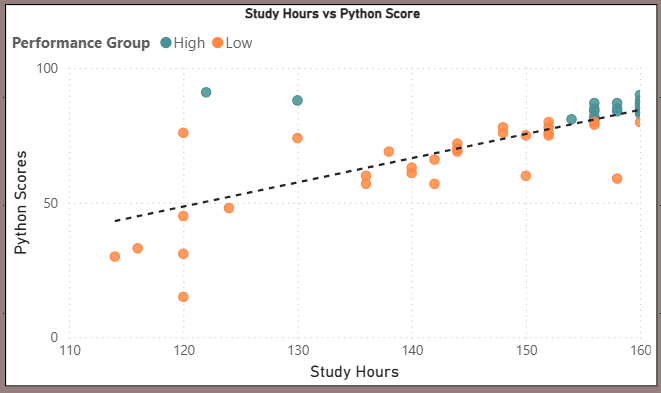 Study Hours vs Python Score
Performance Group High Low
100
50
0
Python Scores
110 120 130 140 150 160
Study Hours